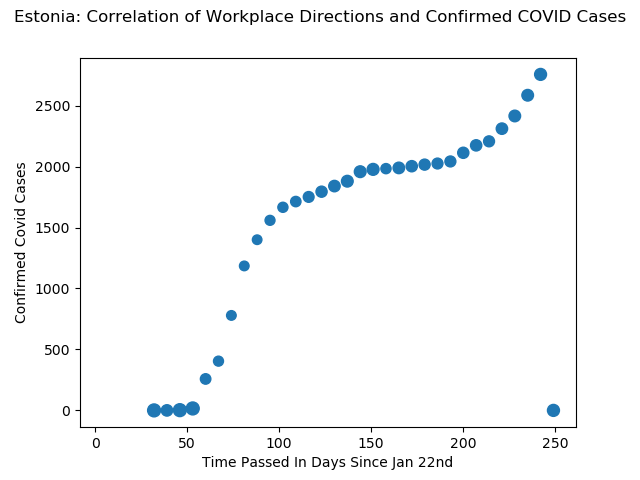 Estonia: Correlation of Workplace Directions and Confirmed COVID Cases
2500
2000
1500
1000
500
0
Confirmed Covid Cases
0 50 100 150 200 250
Time Passed In Days Since Jan 22nd